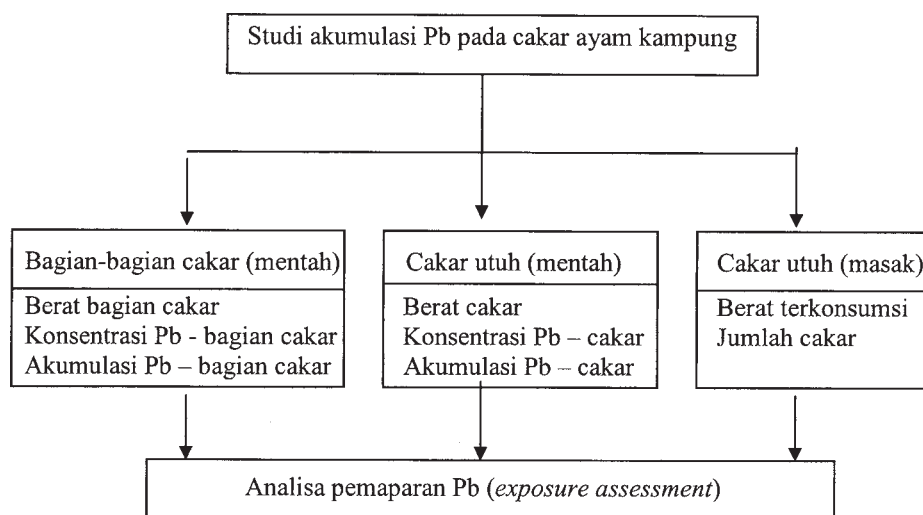 Studi akumulasi Pb pada cakar ayam kampung
Bagian-bagian cakar (mentah)
Berat bagian cakar
Konsentrasi Pb - bagian cakar
Akumulasi Pb – bagian cakar
Cakar utuh (mentah)
Berat cakar
Konsentrasi Pb – cakar
Akumulasi Pb – cakar
Cakar utuh (masak)
Berat terkonsumsi
Jumlah cakar
Analisa pemaparan Pb (exposure assessment)